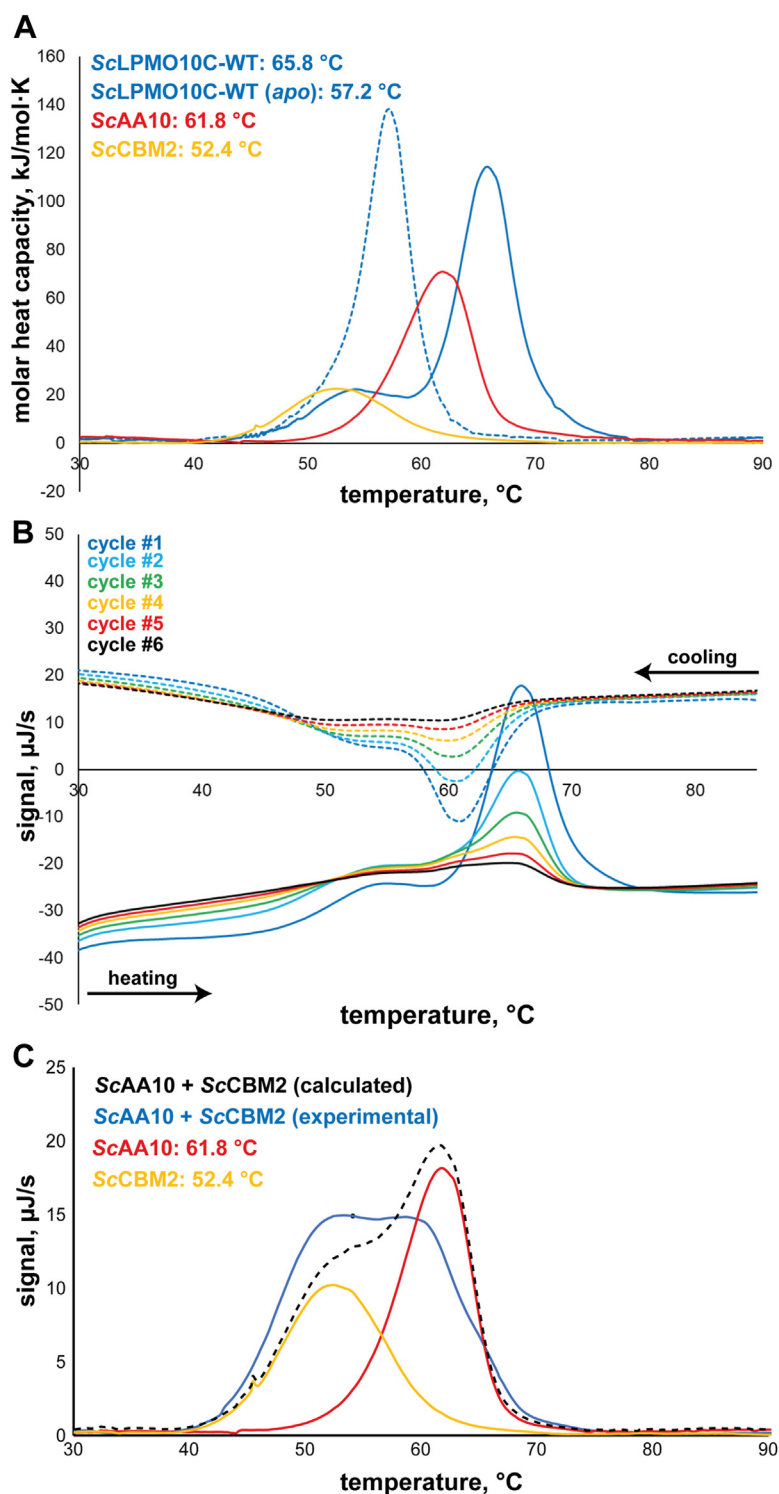 A
160
ScLPMO10C-WT: 65.8 °C
140
ScLPMO10C-WT (apo): 57.2 °C
ScAA10: 61.8 °C
120
ScCBM2: 52.4 °C
100
80
60
40
20
0
-20
molar heat capacity, kJ/mol·K
30 40 50 60 70 80 90
temperature, °C
B
50
cycle #1
cycle #2
40
cycle #3
cycle #4
30
cycle #5
cycle #6
cooling
20
10
0
30 40 50 60 70 80
-10
-20
-30
-40
heating
-50
signal, µJ/s
temperature, °C
C
25
ScAA10 + ScCBM2 (calculated)
ScAA10 + ScCBM2 (experimental)
20
ScAA10: 61.8 °C
ScCBM2: 52.4 °C
15
10
5
0
signal, µJ/s
30 40 50 60 70 80 90
temperature, °C